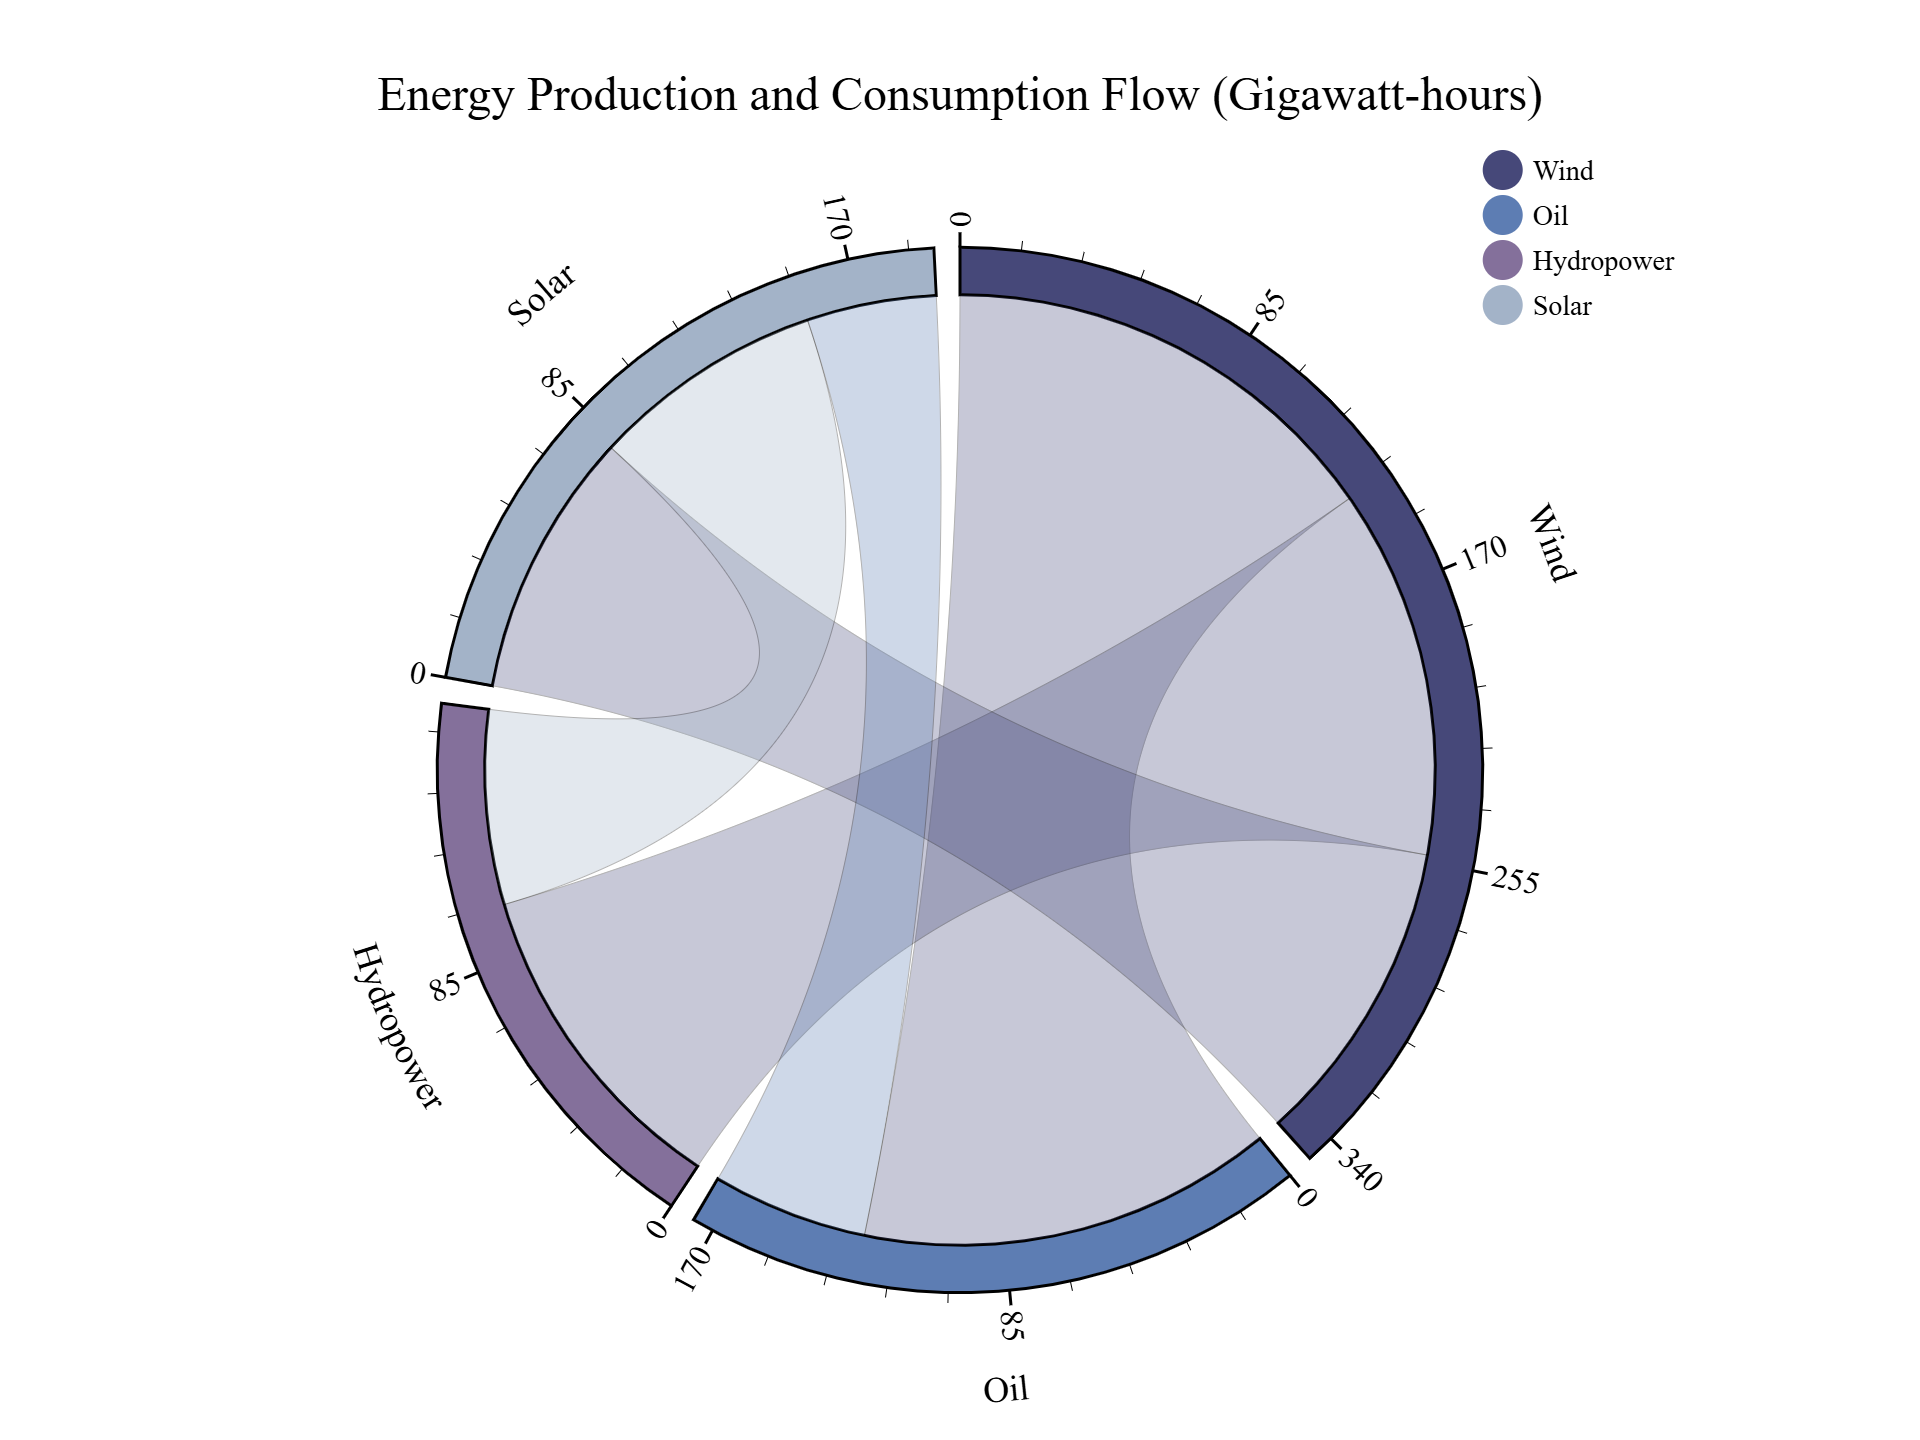 Energy Production and Consumption Flow (Gigawatt-hours)
Wind
Oil
Hydropower
Solar
0
85
170
255
340
Wind
0
85
170
Oil
0
85
Hydropower
0
85
170
Solar